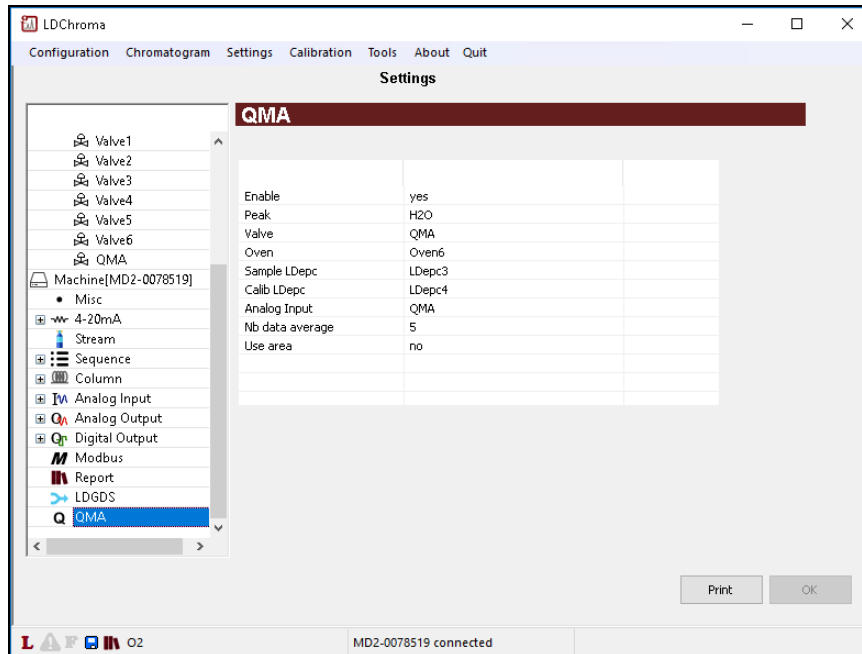 LDChroma
Configuration Chromatogram Settings Calibration Tools About Quit
Settings
QMA
Valve1
Valve2
Valve3
Valve4
Valve5
Valve6
QMA
Machine[MD2-0078519]
Misc
4-20mA
Stream
Sequence
Column
Analog Input
Analog Output
Digital Output
Modbus
Report
LDGDS
Q QMA
Enable yes
Peak H2O
Valve QMA
Oven Oven6
Sample LDepc LDepc3
Calib LDepc LDepc4
Analog Input QMA
Nb data average 5
Use area no
Print OK
L F O2 MD2-0078519 connected